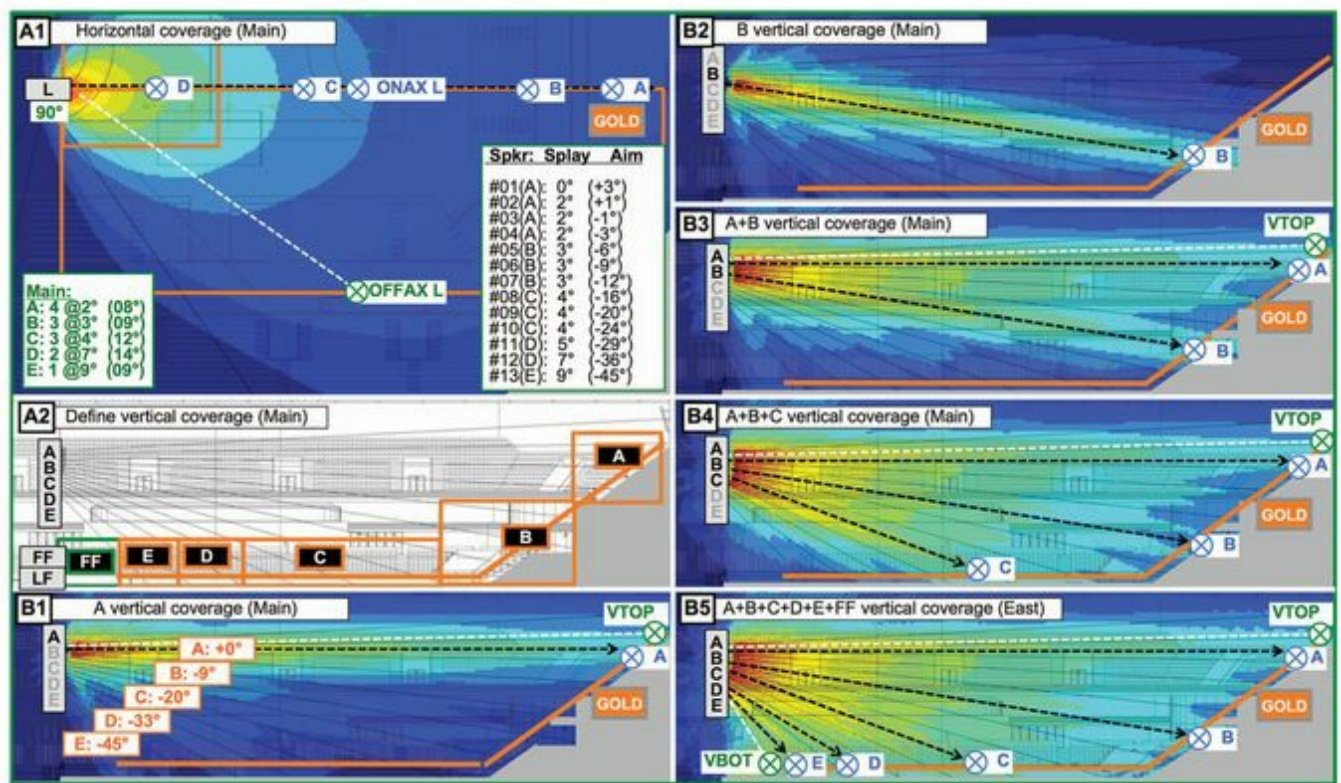 A1 Horizontal coverage (Main)
L
90°
D
C
ONAX L
B
A
GOLD
OFFAX L
Spkr: Splay Aim
#01(A): 0° (+3°)
#02(A): 2° (+1°)
#03(A): 2° (-1°)
#04(A): 2° (-3°)
#05(B): 3° (-6°)
#06(B): 3° (-9°)
#07(B): 3° (-12°)
#08(C): 4° (-16°)
#09(C): 4° (-20°)
#10(C): 4° (-24°)
#11(D): 5° (-29°)
#12(D): 7° (-36°)
#13(E): 9° (-45°)
Main:
A: 4 @2° (08°)
B: 3 @3° (09°)
C: 3 @4° (12°)
D: 2 @7° (14°)
E: 1 @9° (09°)
A2 Define vertical coverage (Main)
A
B
C
D
E
FF
LF
FF
E
D
C
B
A
B1 A vertical coverage (Main)
A
B
C
D
E
A: +0°
B: -9°
C: -20°
D: -33°
E: -45°
VTOP
A
GOLD
B2 B vertical coverage (Main)
A
B
C
D
E
GOLD
B
B3 A+B vertical coverage (Main)
A
B
C
D
E
VTOP
A
GOLD
B
B4 A+B+C vertical coverage (Main)
A
B
C
D
E
VTOP
A
GOLD
B
C
B5 A+B+C+D+E+FF vertical coverage (East)
A
B
C
D
E
VTOP
A
GOLD
B
VBOT
E
D
C